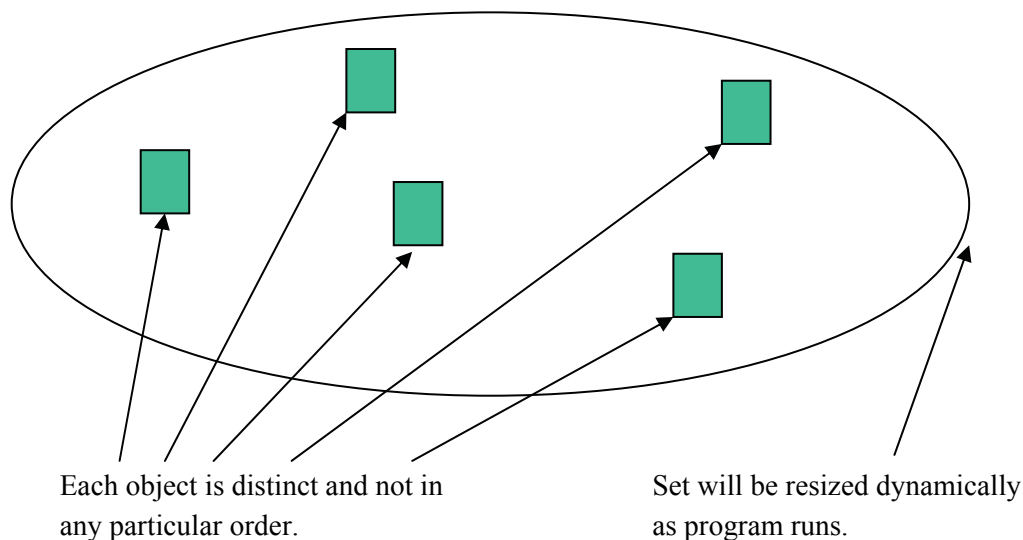 Each object is distinct and not in
any particular order.
Set will be resized dynamically
as program runs.